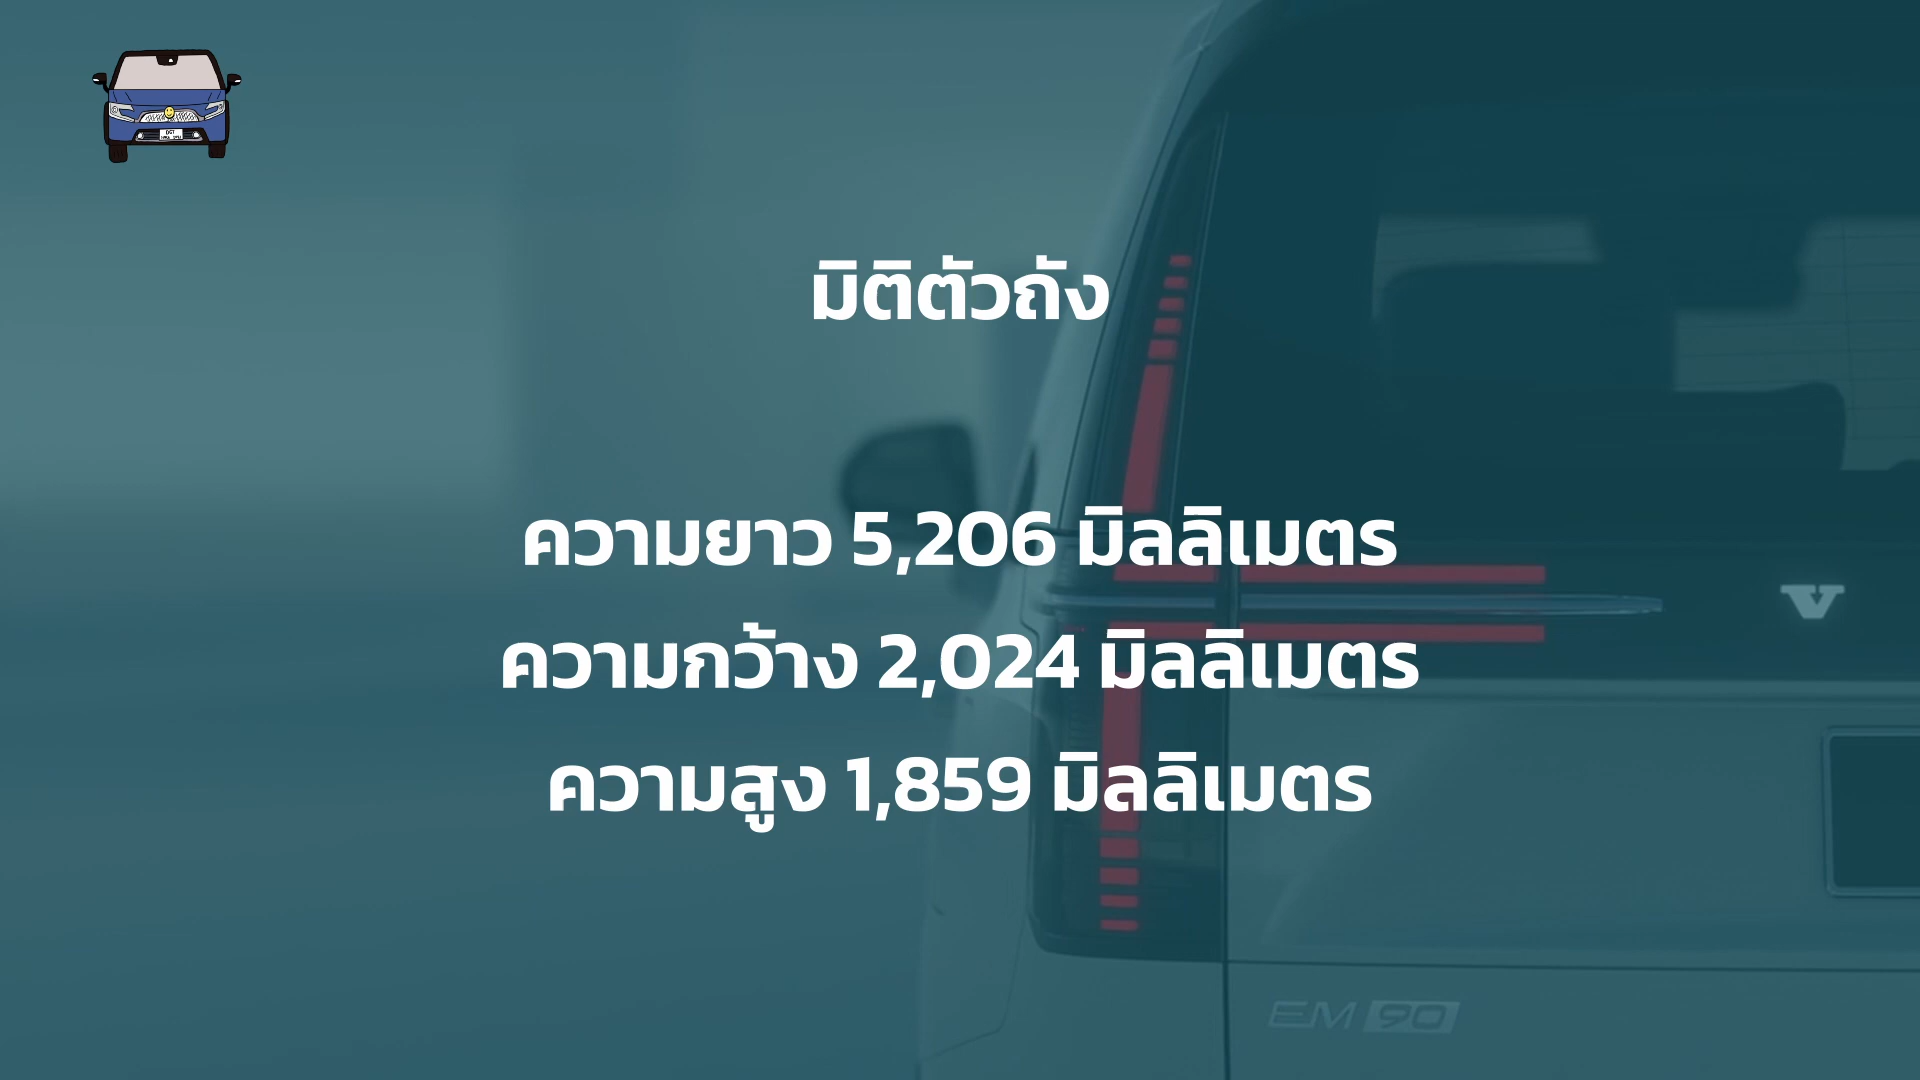 มิติตัวถัง
ความยาว 5,206 มิลลิเมตร
ความกว้าง 2,024 มิลลิเมตร
ความสูง 1,859 มิลลิเมตร
V
EM 90